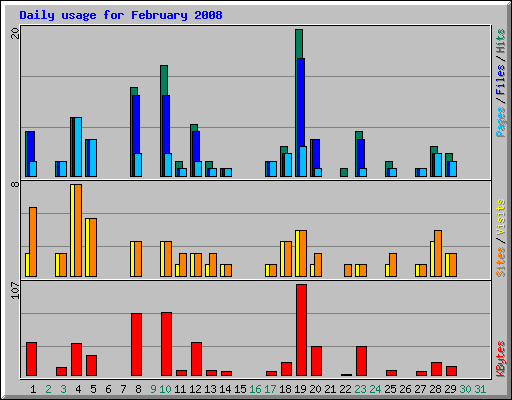 Daily usage for February 2008
20
Pages / Files / Hits
8
Sites / Visits
107
KBytes
1 2 3 4 5 6 7 8 9 10 11 12 13 14 15 16 17 18 19 20 21 22 23 24 25 26 27 28 29 30 31